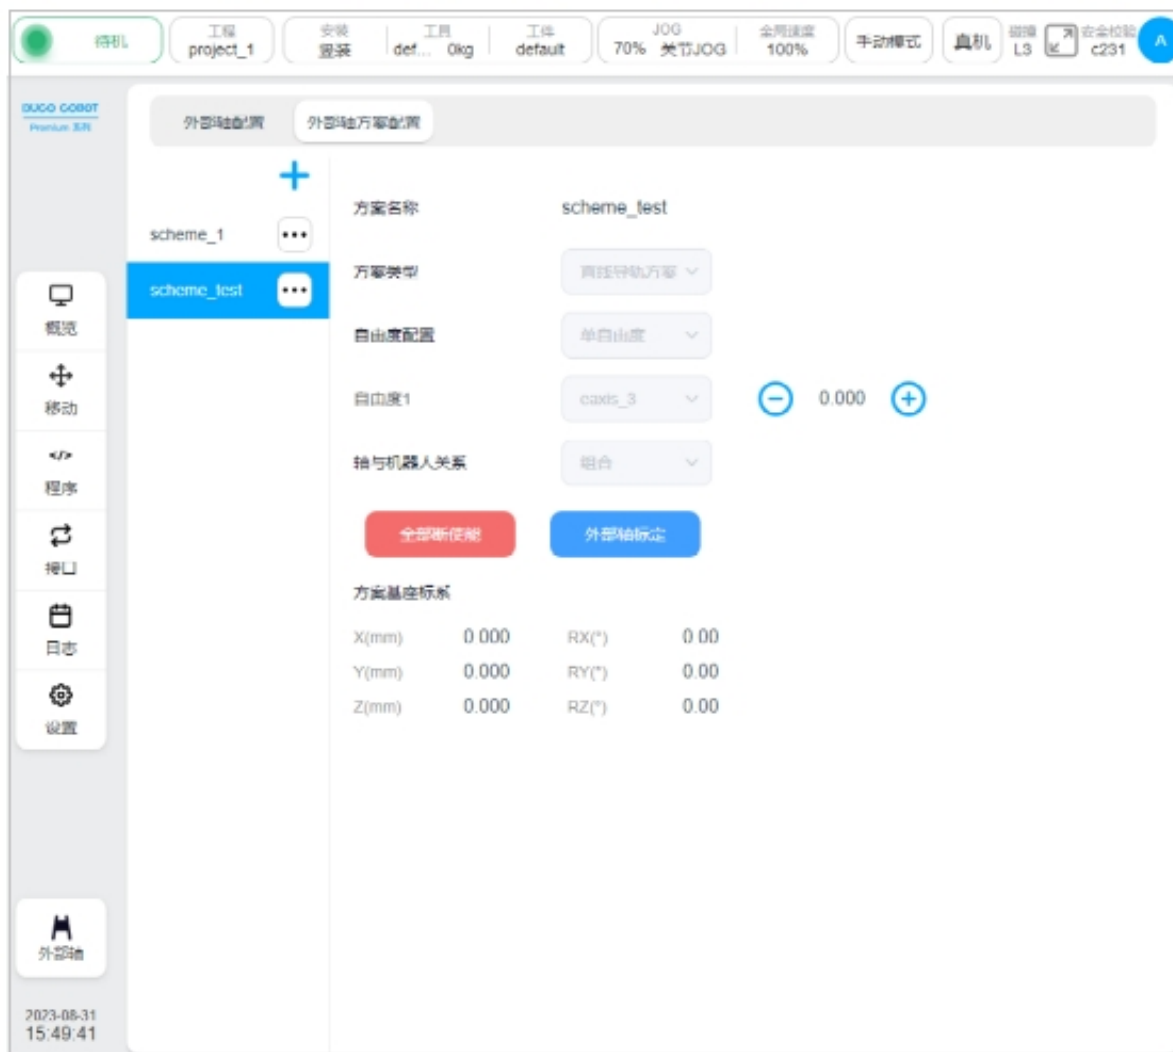 待机
工程
project_1
安装
竖装
工具
def... 0kg
工件
default
JOG
70% 关节JOG
全局速度
100%
手动模式
真机
碰撞
L3
安全校验
c231
A
DUCO COBOT
Premium 系列
外部轴配置
外部轴方案配置
scheme_1
scheme_test
概览
移动
程序
接口
日志
设置
外部轴
2023-08-31
15:49:41
方案名称 scheme_test
方案类型 直线导轨方案
自由度配置 单自由度
自由度1 eaxis_3 0.000
轴与机器人关系 组合
全部断使能 外部轴标定
方案基座标系
X(mm) 0.000 RX(°) 0.00
Y(mm) 0.000 RY(°) 0.00
Z(mm) 0.000 RZ(°) 0.00